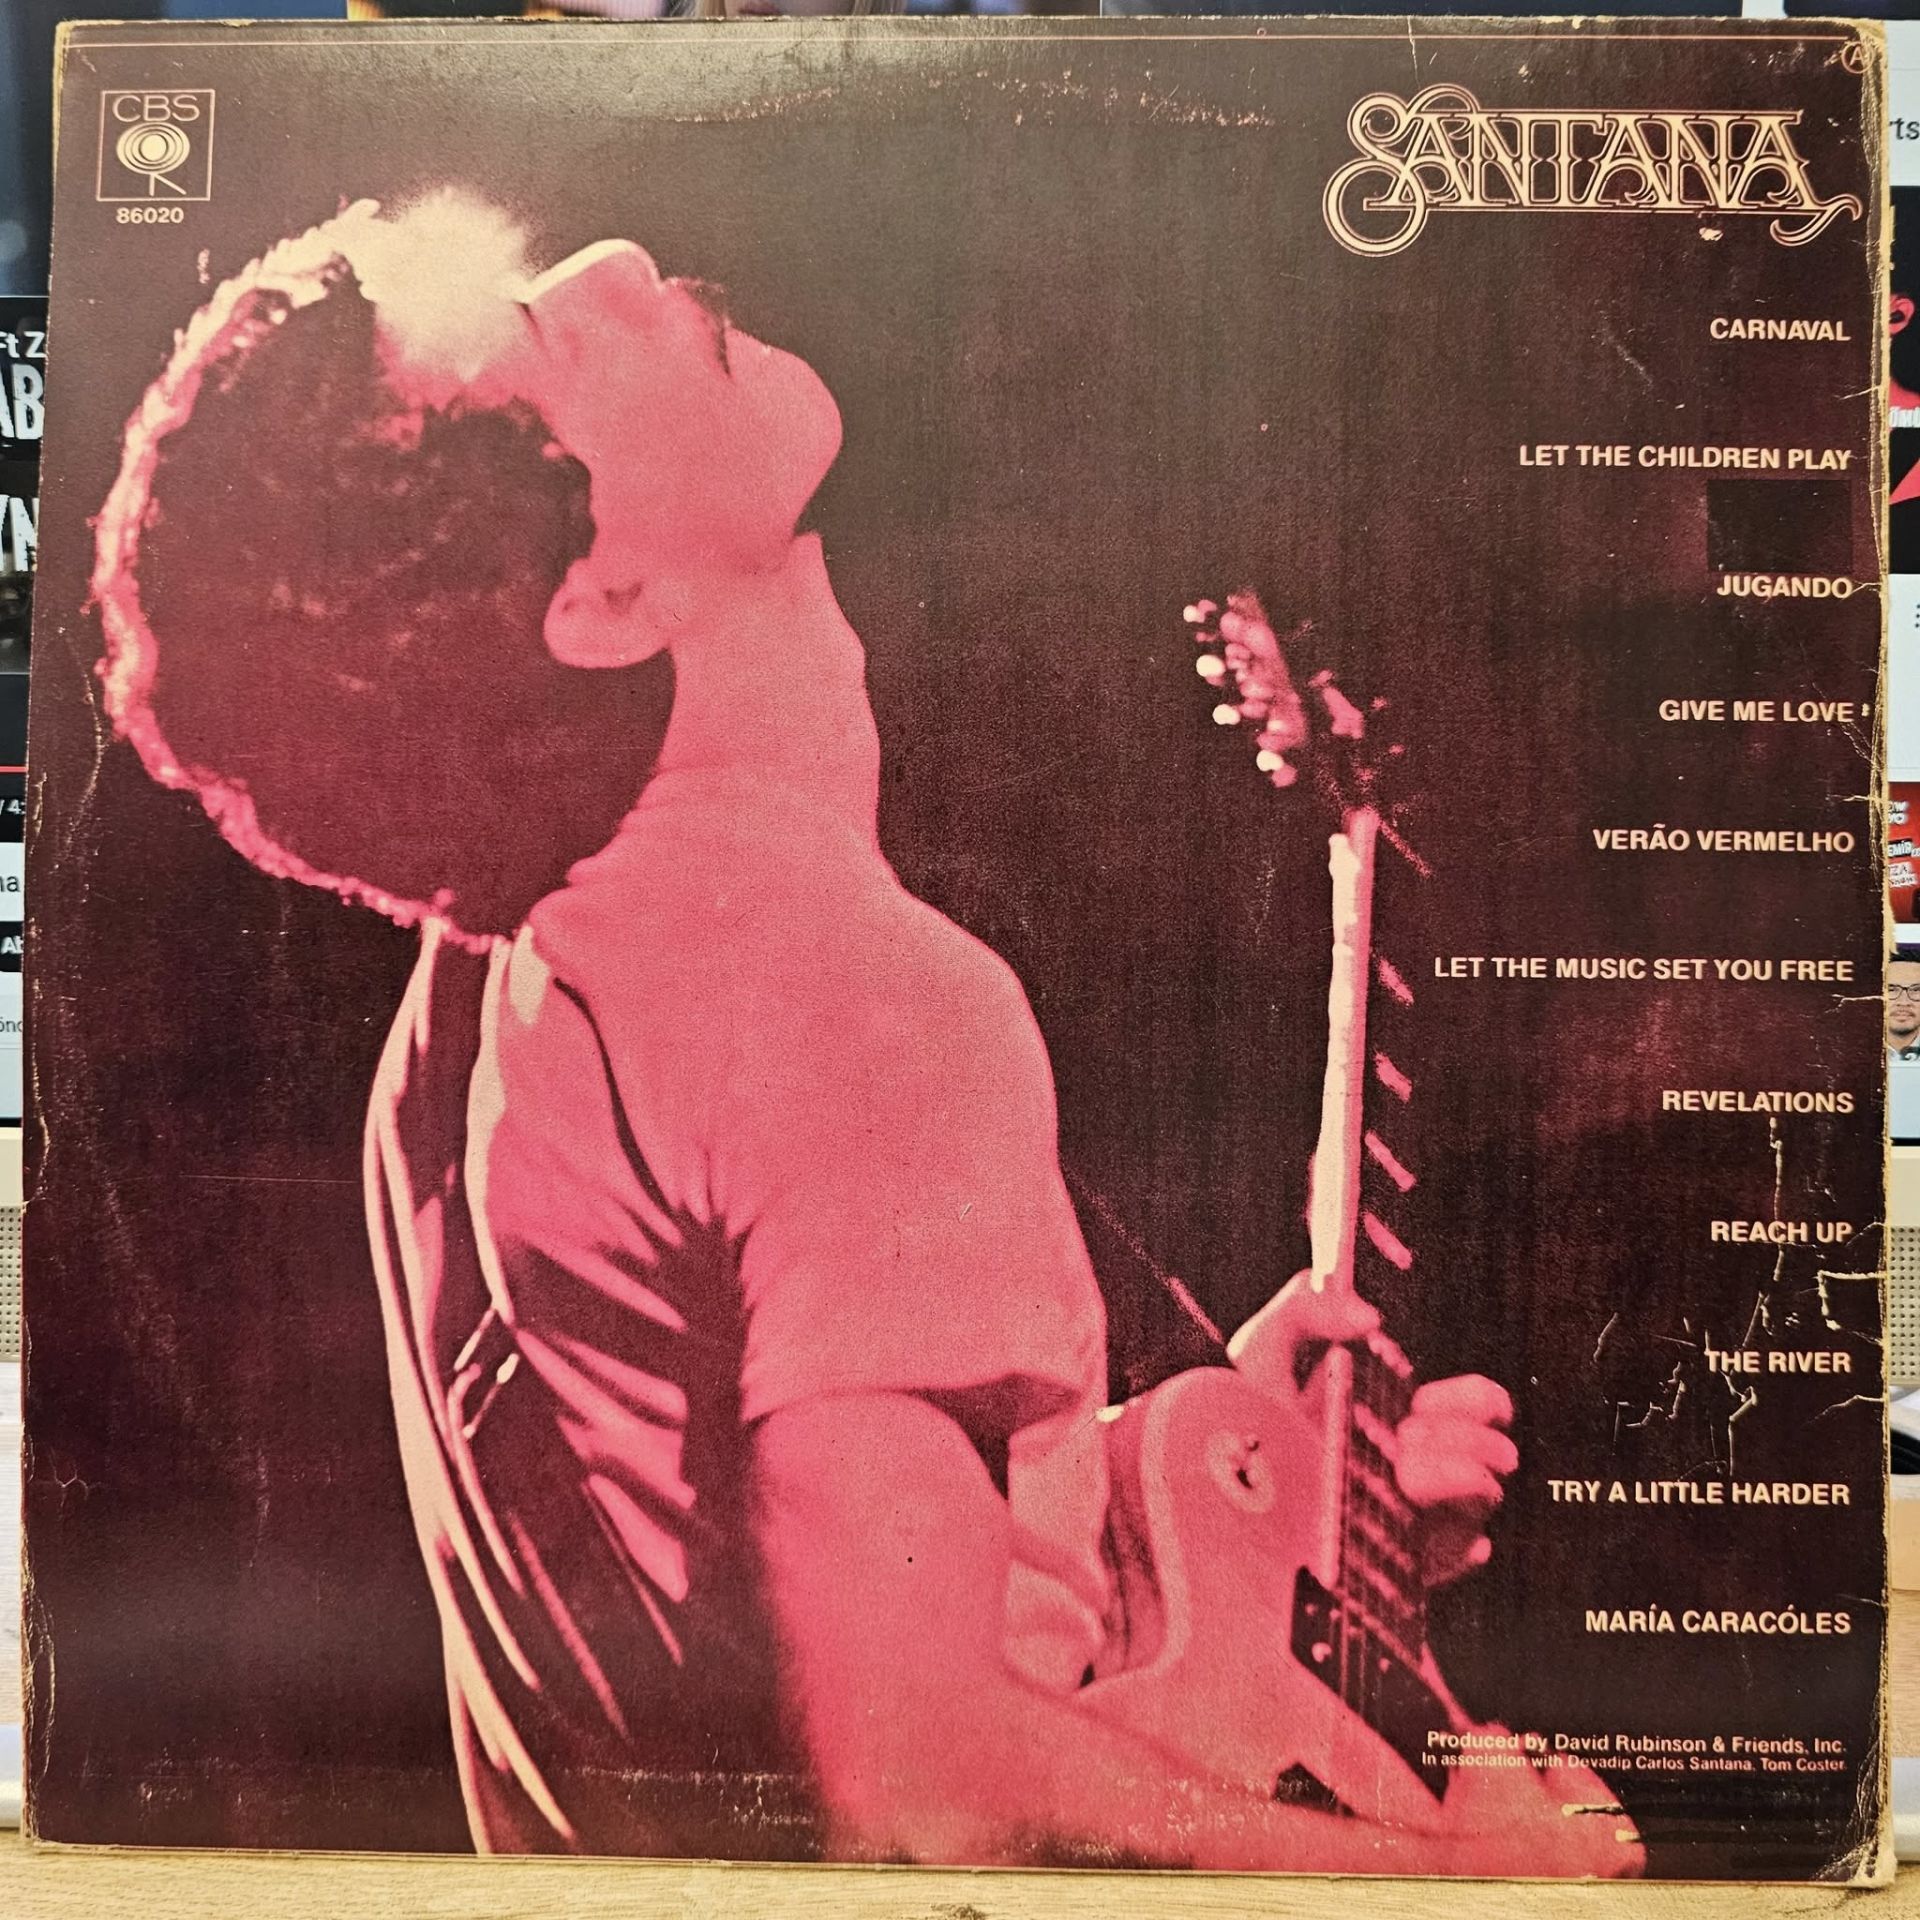 CBS
86020
SANTANA
A
CARNAVAL
LET THE CHILDREN PLAY
JUGANDO
GIVE ME LOVE
VERÃO VERMELHO
LET THE MUSIC SET YOU FREE
REVELATIONS
REACH UP
THE RIVER
TRY A LITTLE HARDER
MARÍA CARACÓLES
Produced by David Rubinson & Friends, Inc.
In association with Devadip Carlos Santana, Tom Coster